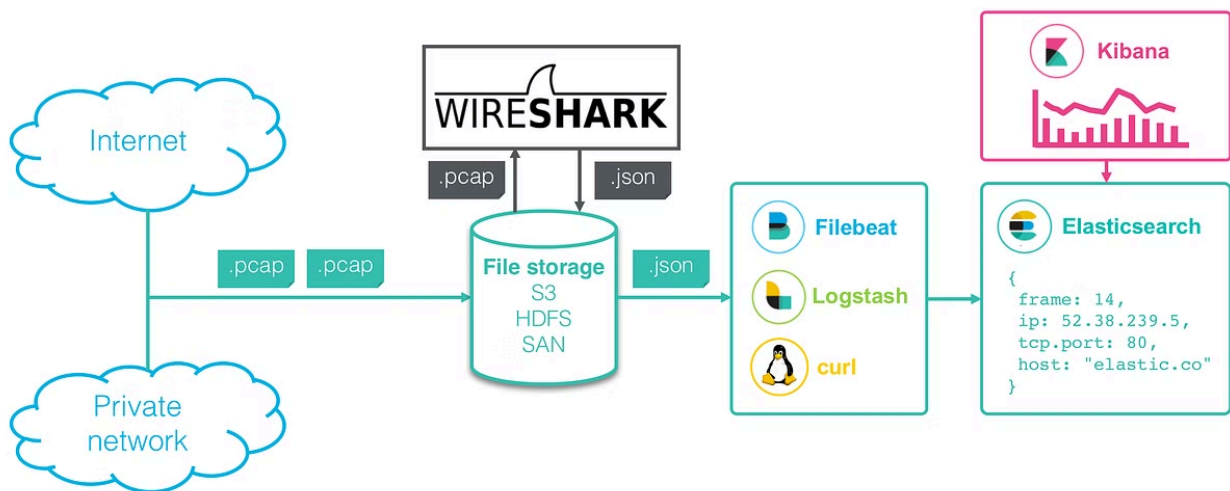 Internet
Private
network
.pcap
.pcap
WIRESHARK
.pcap
.json
File storage
S3
HDFS
SAN
.json
Filebeat
Logstash
curl
Kibana
Elasticsearch
{
frame: 14,
ip: 52.38.239.5,
tcp.port: 80,
host: "elastic.co"
}